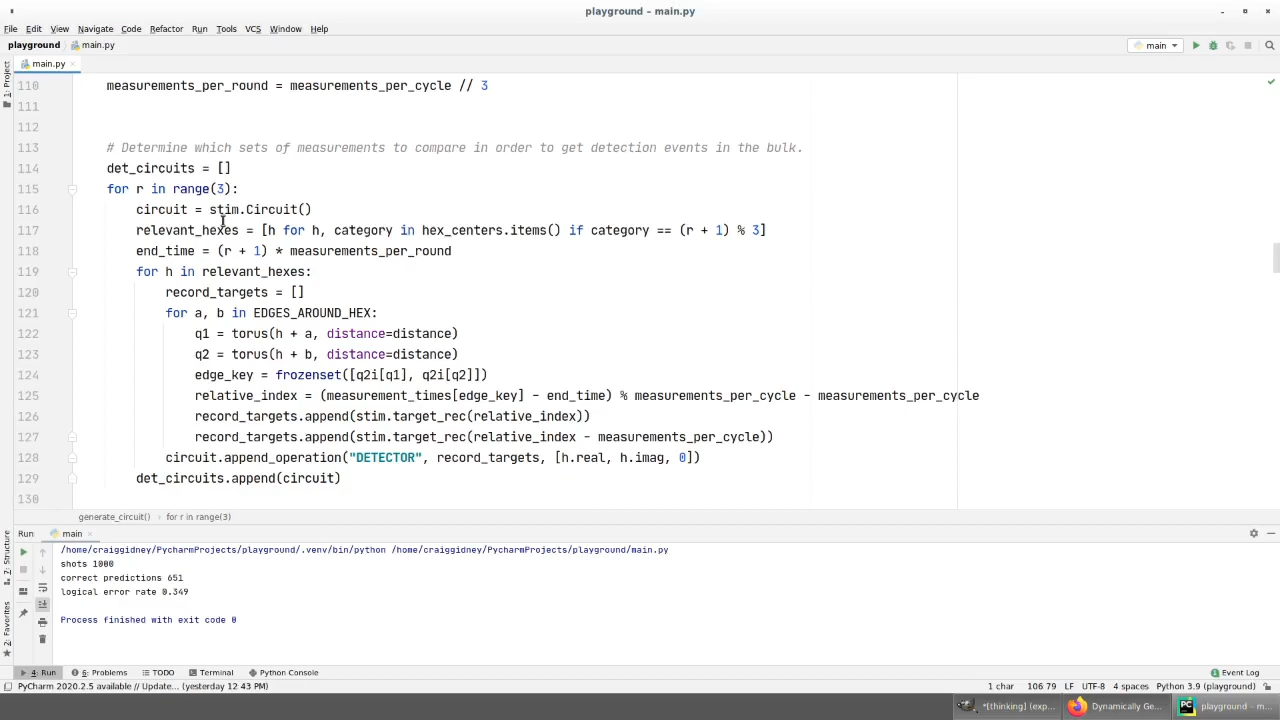 playground – main.py
File Edit View Navigate Code Refactor Run Tools VCS Window Help
playground main.py main
main.py
1: Project
110 measurements_per_round = measurements_per_cycle // 3
111
112
113 # Determine which sets of measurements to compare in order to get detection events in the bulk.
114 det_circuits = []
115 for r in range(3):
116 circuit = stim.Circuit()
117 relevant_hexes = [h for h, category in hex_centers.items() if category == (r + 1) % 3]
118 end_time = (r + 1) * measurements_per_round
119 for h in relevant_hexes:
120 record_targets = []
121 for a, b in EDGES_AROUND_HEX:
122 q1 = torus(h + a, distance=distance)
123 q2 = torus(h + b, distance=distance)
124 edge_key = frozenset([q2i[q1], q2i[q2]])
125 relative_index = (measurement_times[edge_key] - end_time) % measurements_per_cycle - measurements_per_cycle
126 record_targets.append(stim.target_rec(relative_index))
127 record_targets.append(stim.target_rec(relative_index - measurements_per_cycle))
128 circuit.append_operation("DETECTOR", record_targets, [h.real, h.imag, 0])
129 det_circuits.append(circuit)
130
generate_circuit() for r in range(3)
Run main
/home/craiggidney/PycharmProjects/playground/.venv/bin/python /home/craiggidney/PycharmProjects/playground/main.py
shots 1000
correct predictions 651
logical error rate 0.349
Process finished with exit code 0
7: Structure
2: Favorites
4: Run 6: Problems TODO Terminal Python Console Event Log
PyCharm 2020.2.5 available // Update... (yesterday 12:43 PM) 1 char 106 79 LF UTF-8 4 spaces Python 3.9 (playground)
*[thinking] (exp... Dynamically Ge... playground – m...